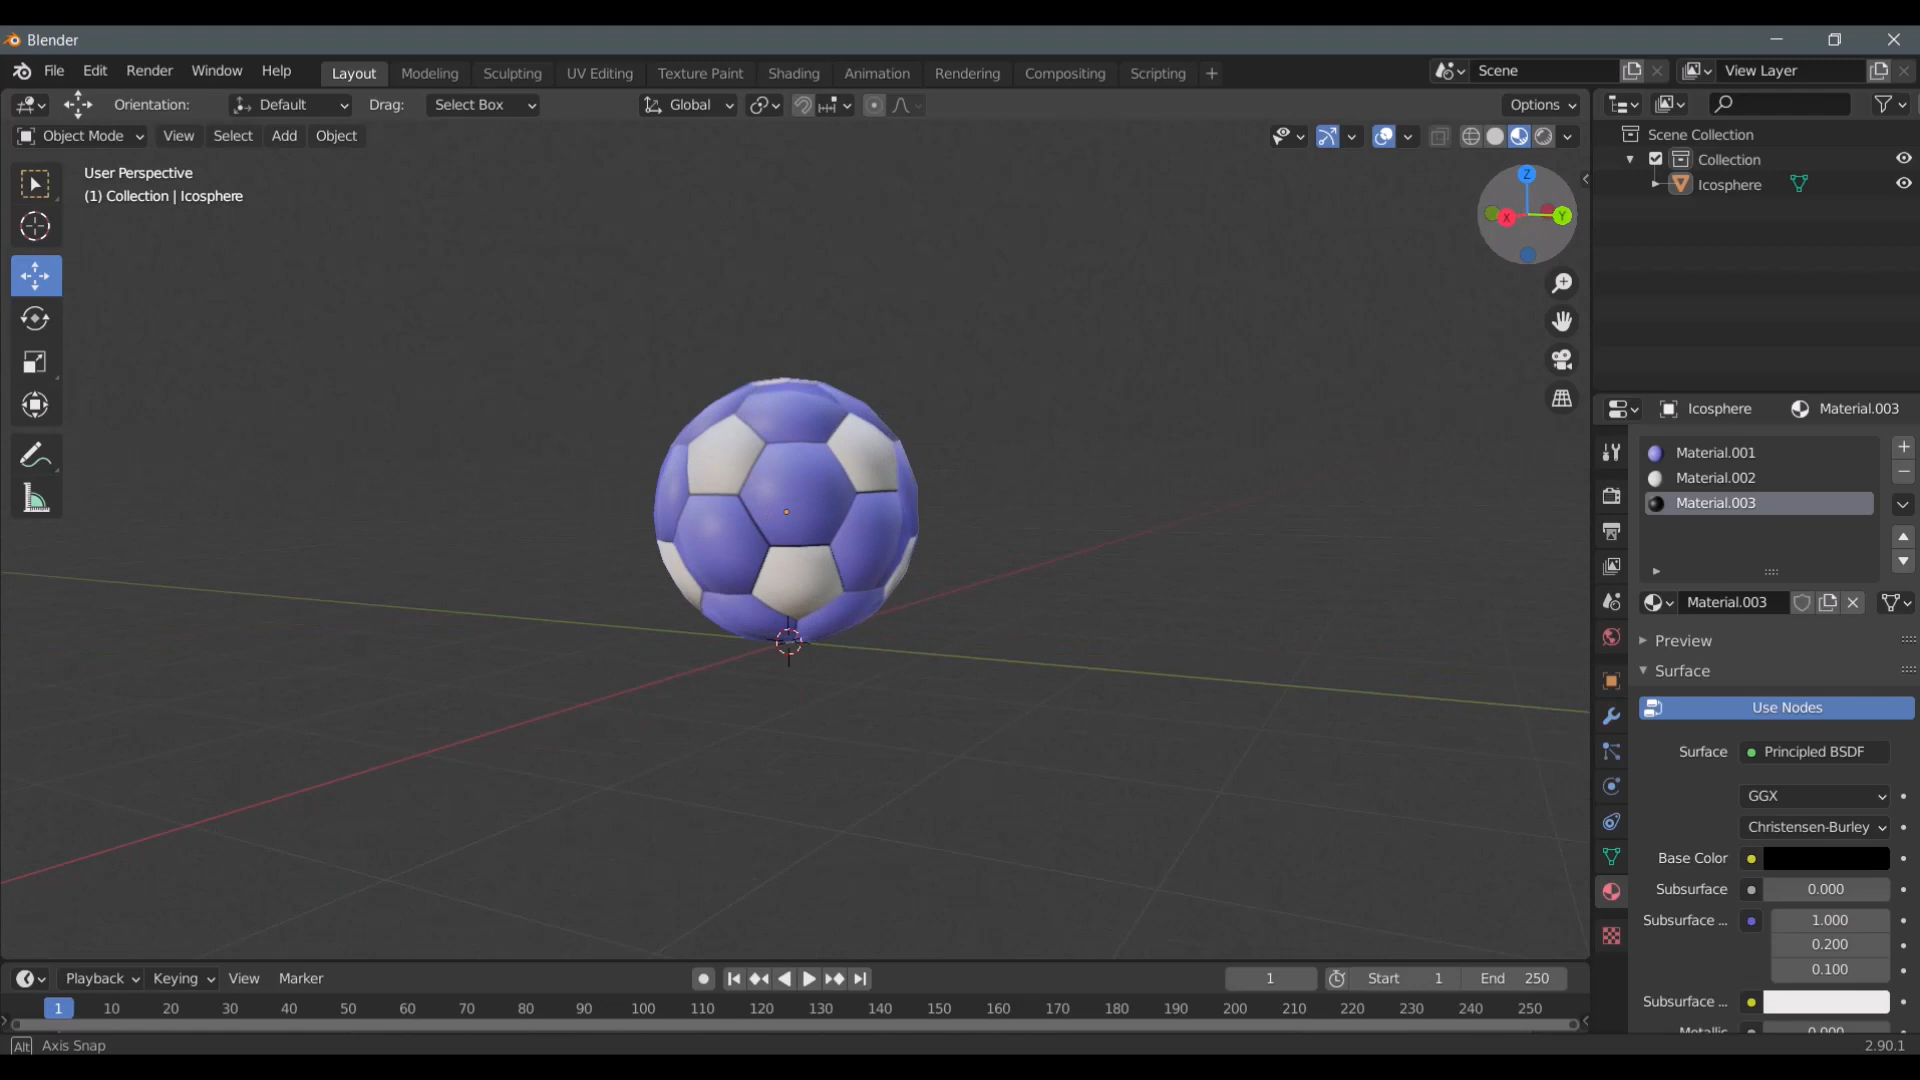 Blender
File Edit Render Window Help Layout Modeling Sculpting UV Editing Texture Paint Shading Animation Rendering Compositing Scripting + Scene View Layer
Orientation: Default Drag: Select Box Global Options
Object Mode View Select Add Object
User Perspective
(1) Collection | Icosphere
Z
X
Y
Scene Collection
Collection
Icosphere
Icosphere Material.003
Material.001
Material.002
Material.003
Material.003
Preview
Surface
Use Nodes
Surface Principled BSDF
GGX
Christensen-Burley
Base Color
Subsurface 0.000
Subsurface ... 1.000
0.200
0.100
Subsurface ...
Metallic 0.000
Playback Keying View Marker 1 Start 1 End 250
1 10 20 30 40 50 60 70 80 90 100 110 120 130 140 150 160 170 180 190 200 210 220 230 240 250
Alt Axis Snap 2.90.1